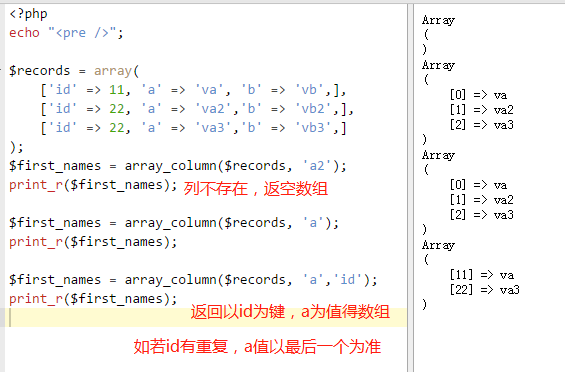 <?php
echo "<pre />";
$records = array(
['id' => 11, 'a' => 'va', 'b' => 'vb',],
['id' => 22, 'a' => 'va2','b' => 'vb2',],
['id' => 22, 'a' => 'va3','b' => 'vb3',]
);
$first_names = array_column($records, 'a2');
print_r($first_names);
列不存在，返空数组
$first_names = array_column($records, 'a');
print_r($first_names);
$first_names = array_column($records, 'a','id');
print_r($first_names);
返回以id为键，a为值得数组
如若id有重复，a值以最后一个为准
Array
(
)
Array
(
[0] => va
[1] => va2
[2] => va3
)
Array
(
[0] => va
[1] => va2
[2] => va3
)
Array
(
[11] => va
[22] => va3
)